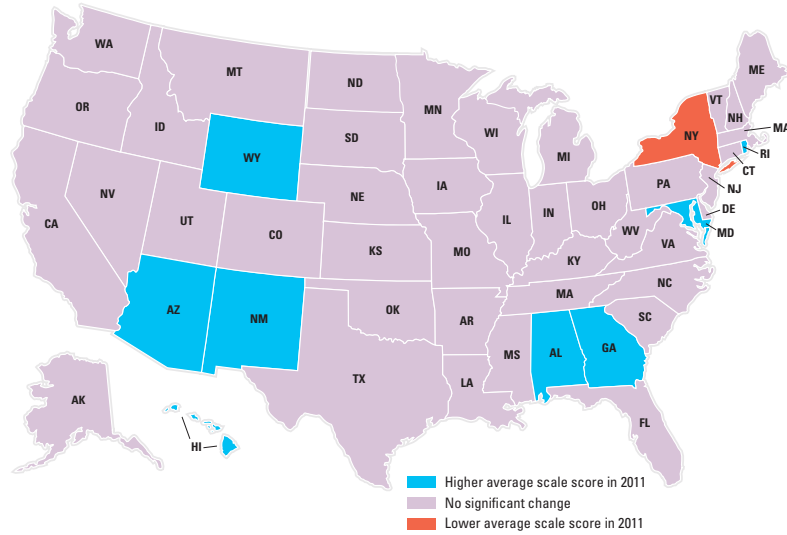 WA
MT
ND
MN
ME
VT
NH
MA
OR
ID
WI
NY
RI
SD
WY
MI
CT
IA
PA
NJ
NE
NV
OH
DE
IL
IN
UT
CA
CO
WV
MD
VA
KS
MO
KY
NC
MA
AZ
NM
OK
AR
SC
GA
AL
MS
TX
LA
AK
FL
HI
Higher average scale score in 2011
No significant change
Lower average scale score in 2011